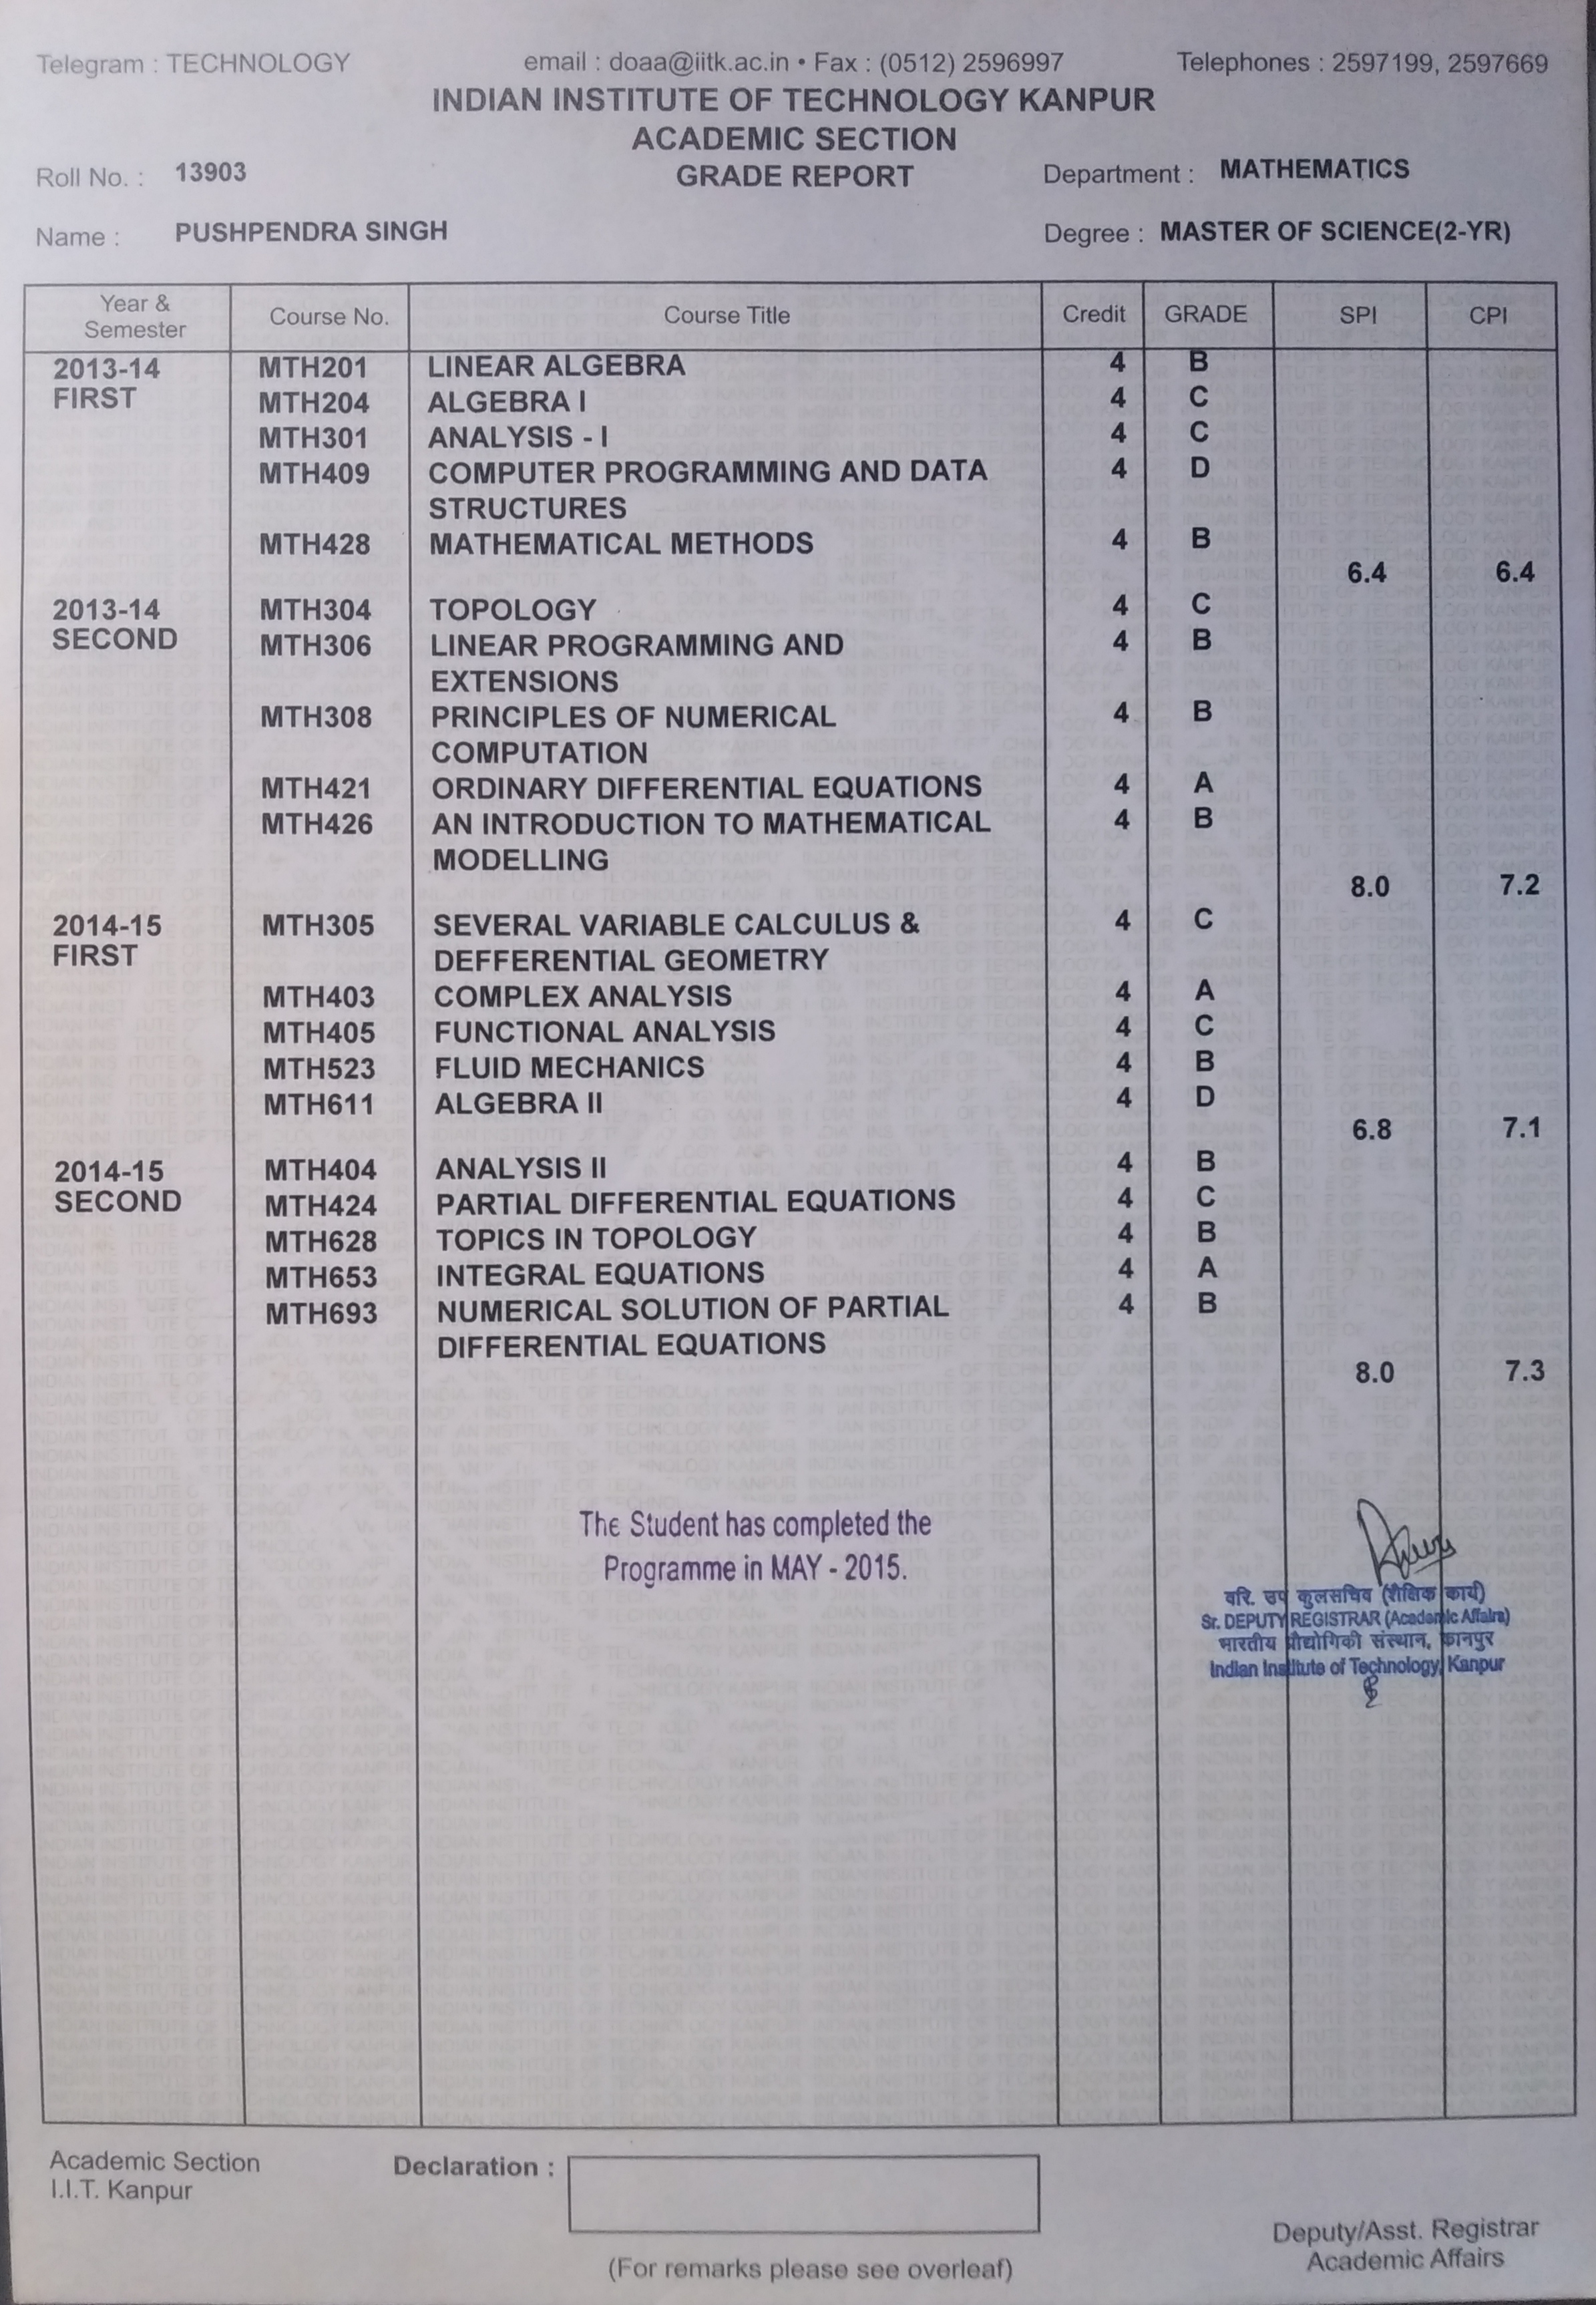 Telegram : TECHNOLOGY email : doaa@iitk.ac.in • Fax : (0512) 2596997 Telephones : 2597199, 2597669
INDIAN INSTITUTE OF TECHNOLOGY KANPUR
ACADEMIC SECTION
Roll No. : 13903 GRADE REPORT Department : MATHEMATICS
Name : PUSHPENDRA SINGH Degree : MASTER OF SCIENCE(2-YR)
Year & Semester Course No. Course Title Credit GRADE SPI CPI
2013-14 MTH201 LINEAR ALGEBRA 4 B
FIRST MTH204 ALGEBRA I 4 C
MTH301 ANALYSIS - I 4 C
MTH409 COMPUTER PROGRAMMING AND DATA 4 D
STRUCTURES
MTH428 MATHEMATICAL METHODS 4 B
6.4 6.4
2013-14 MTH304 TOPOLOGY 4 C
SECOND MTH306 LINEAR PROGRAMMING AND 4 B
EXTENSIONS
MTH308 PRINCIPLES OF NUMERICAL 4 B
COMPUTATION
MTH421 ORDINARY DIFFERENTIAL EQUATIONS 4 A
MTH426 AN INTRODUCTION TO MATHEMATICAL 4 B
MODELLING
8.0 7.2
2014-15 MTH305 SEVERAL VARIABLE CALCULUS & 4 C
FIRST DEFFERENTIAL GEOMETRY
MTH403 COMPLEX ANALYSIS 4 A
MTH405 FUNCTIONAL ANALYSIS 4 C
MTH523 FLUID MECHANICS 4 B
MTH611 ALGEBRA II 4 D
6.8 7.1
2014-15 MTH404 ANALYSIS II 4 B
SECOND MTH424 PARTIAL DIFFERENTIAL EQUATIONS 4 C
MTH628 TOPICS IN TOPOLOGY 4 B
MTH653 INTEGRAL EQUATIONS 4 A
MTH693 NUMERICAL SOLUTION OF PARTIAL 4 B
DIFFERENTIAL EQUATIONS
8.0 7.3
The Student has completed the
Programme in MAY - 2015.
वरि. उप कुलसचिव (शैक्षिक कार्य)
Sr. DEPUTY REGISTRAR (Academic Affairs)
भारतीय प्रौद्योगिकी संस्थान, कानपुर
Indian Institute of Technology, Kanpur
Academic Section Declaration :
I.I.T. Kanpur
Deputy/Asst. Registrar
Academic Affairs
(For remarks please see overleaf)